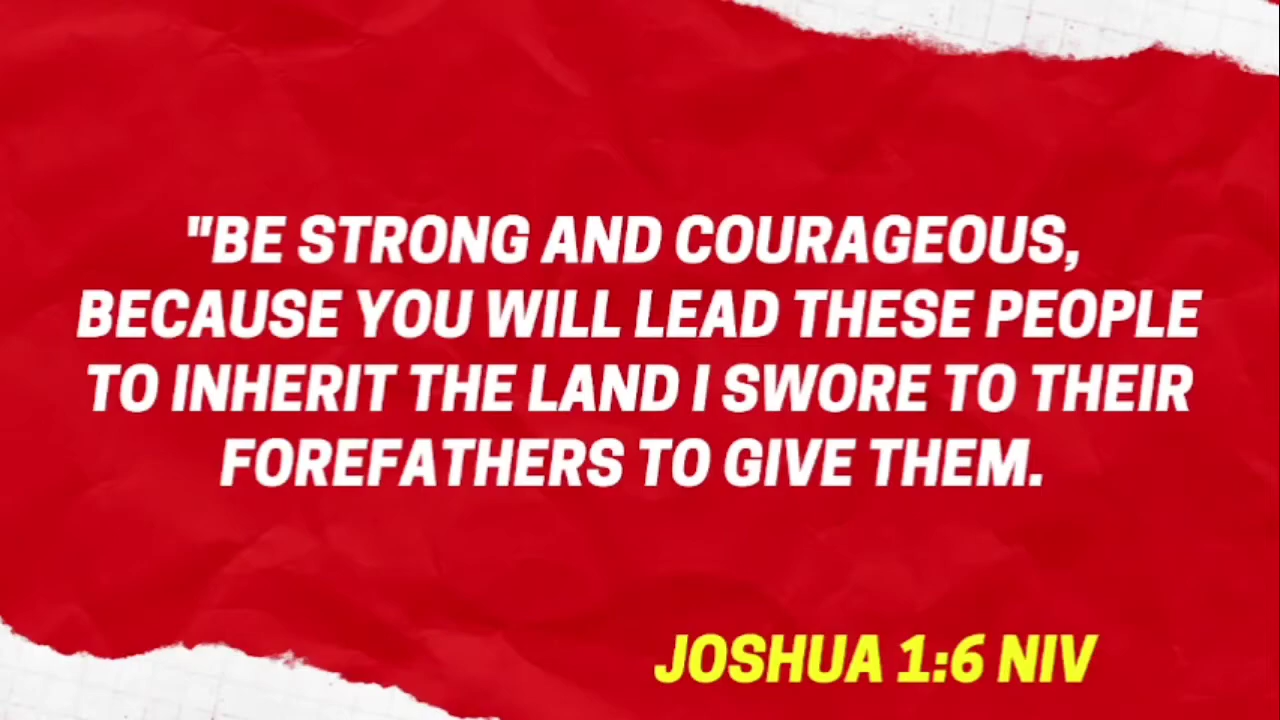 "BE STRONG AND COURAGEOUS,
BECAUSE YOU WILL LEAD THESE PEOPLE
TO INHERIT THE LAND I SWORE TO THEIR
FOREFATHERS TO GIVE THEM.
JOSHUA 1:6 NIV